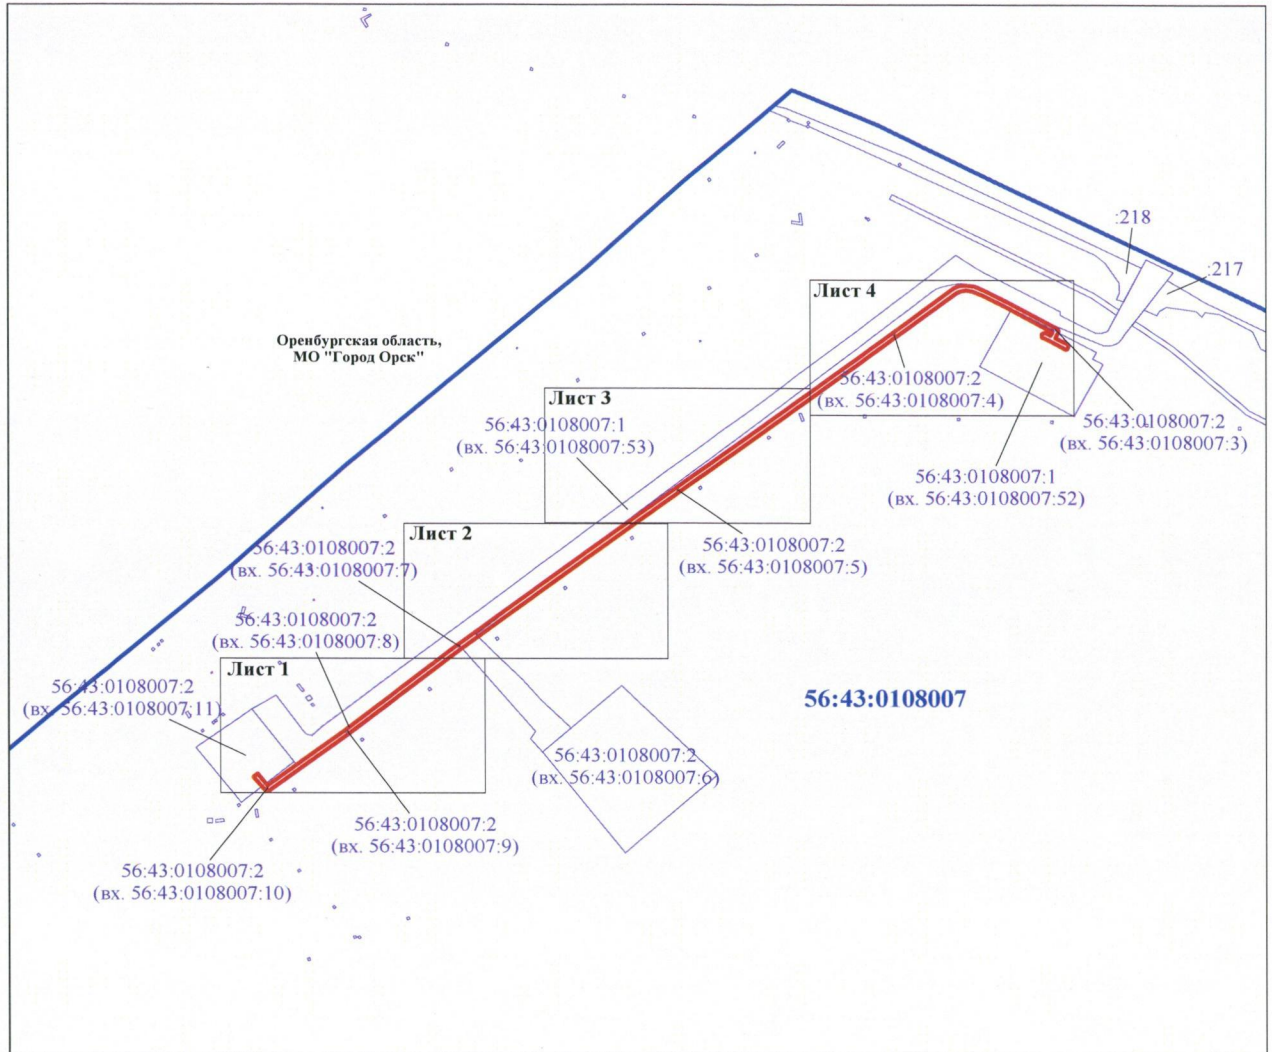 :218
:217
Лист 4
Оренбургская область,
МО "Город Орск"
56:43:0108007:2
(вх. 56:43:0108007:4)
Лист 3
56:43:0108007:1
(вх. 56:43:0108007:53)
56:43:0108007:2
(вх. 56:43:0108007:3)
56:43:0108007:1
(вх. 56:43:0108007:52)
Лист 2
56:43:0108007:2
(вх. 56:43:0108007:7)
56:43:0108007:2
(вх. 56:43:0108007:5)
56:43:0108007:2
(вх. 56:43:0108007:8)
Лист 1
56:43:0108007:2
(вх. 56:43:0108007:11)
56:43:0108007
56:43:0108007:2
(вх. 56:43:0108007:6)
56:43:0108007:2
(вх. 56:43:0108007:9)
56:43:0108007:2
(вх. 56:43:0108007:10)